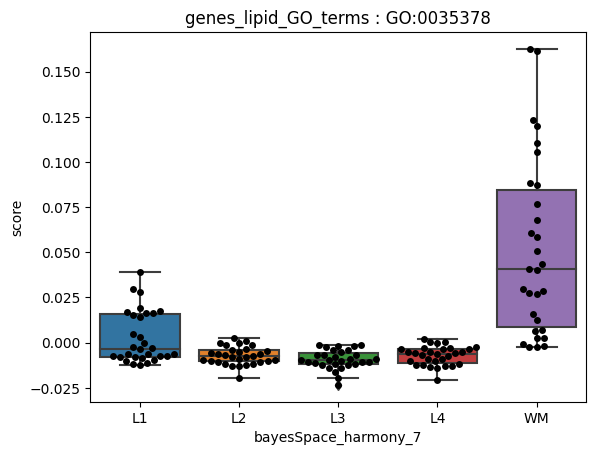 genes_lipid_GO_terms : GO:0035378
0.150
0.125
0.100
0.075
0.050
0.025
0.000
−0.025
score
L1 L2 L3 L4 WM
bayesSpace_harmony_7